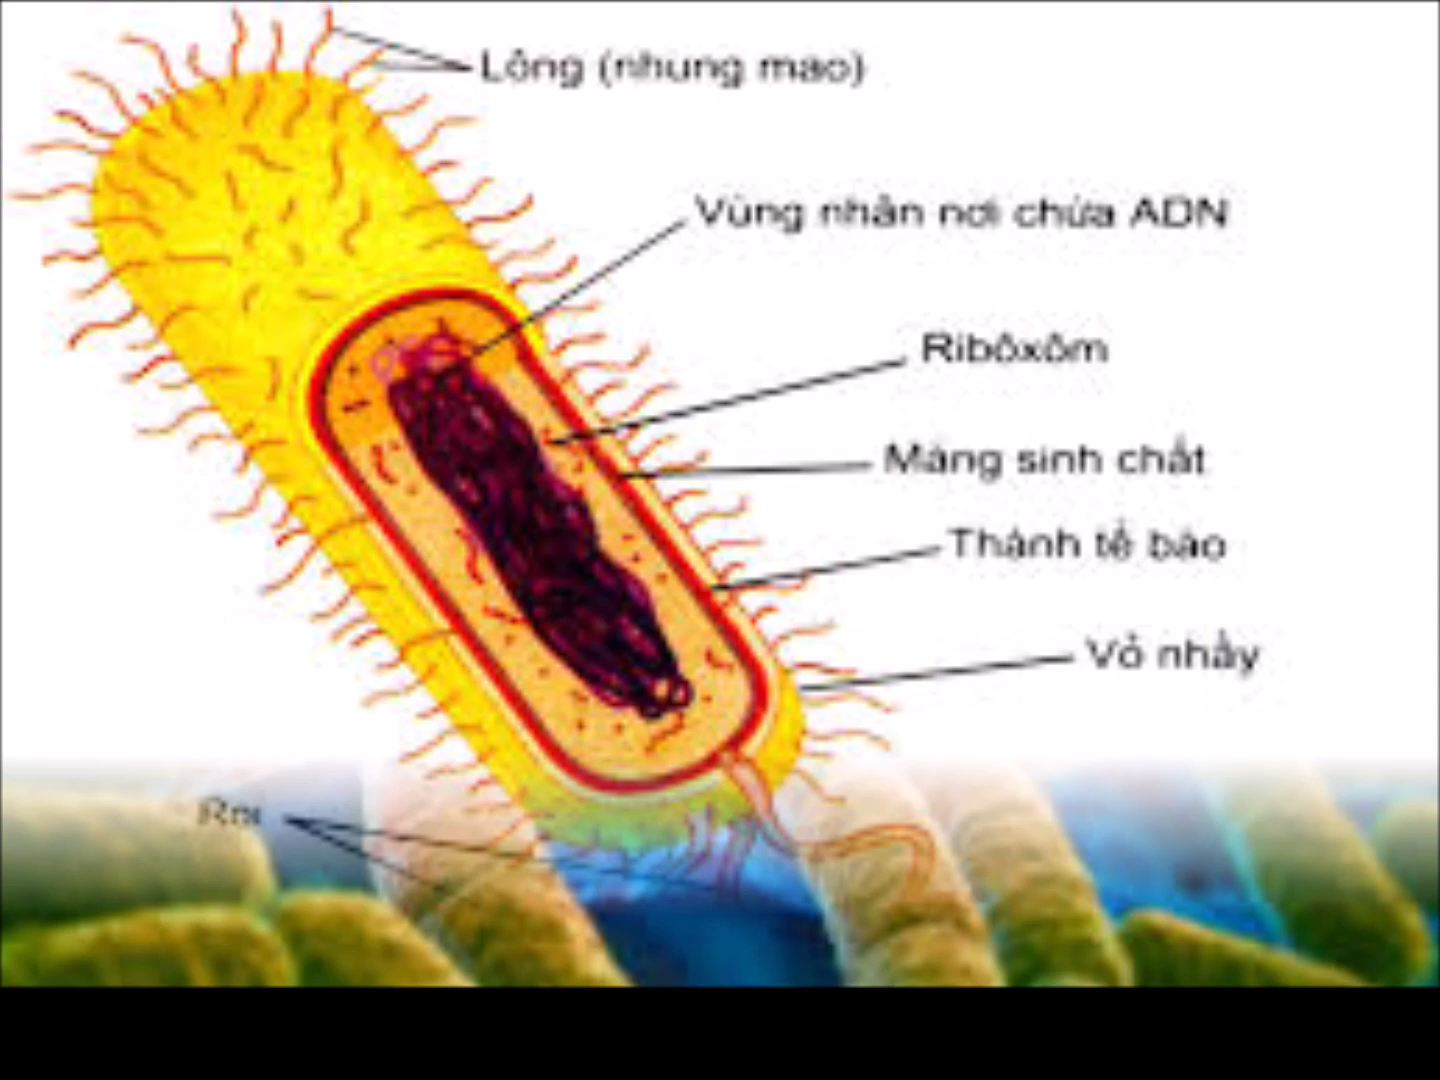 Lông (nhung mao)
Vùng nhân nơi chứa ADN
Ribôxôm
Màng sinh chất
Thành tế bào
Vỏ nhầy
Roi